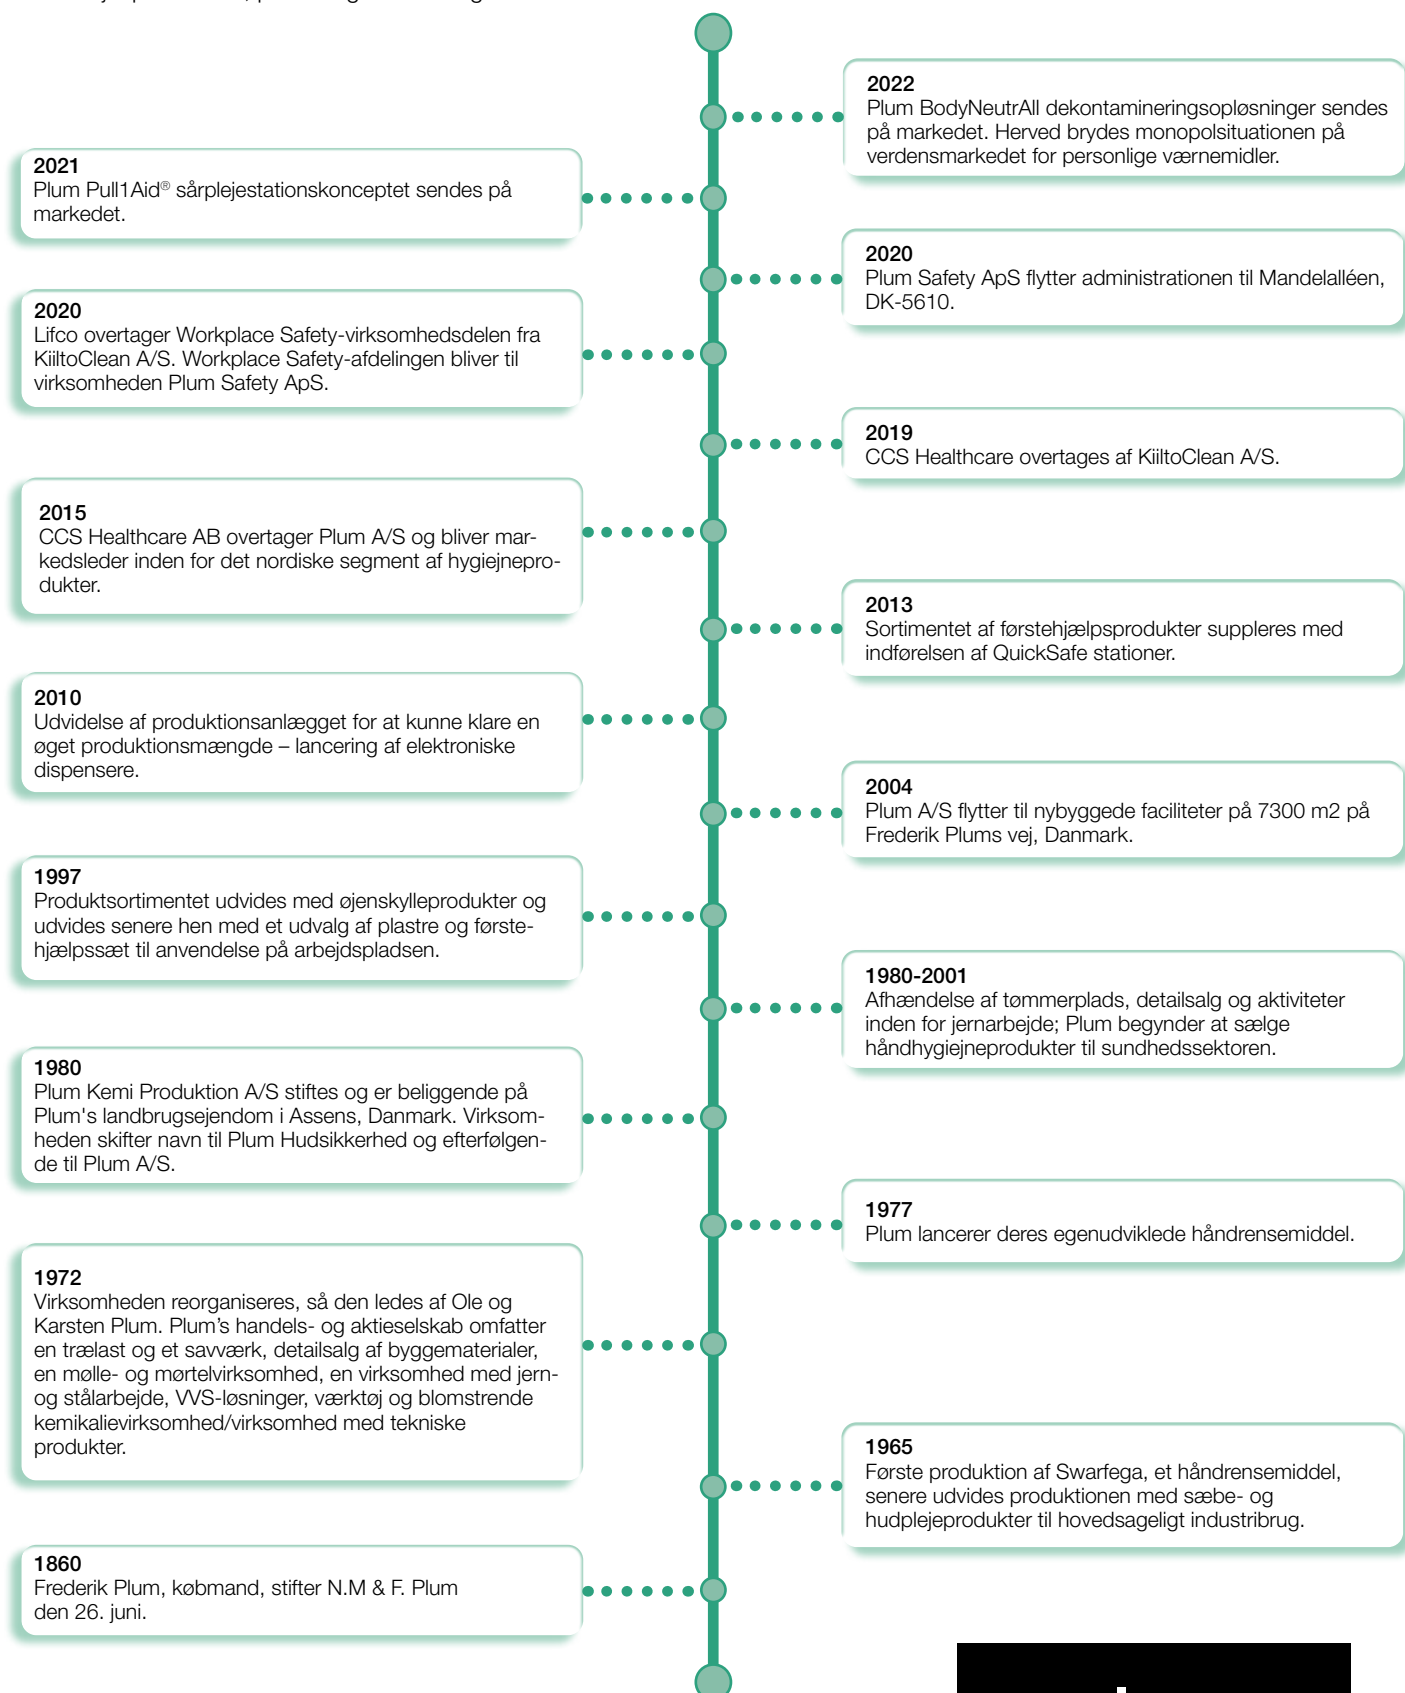 2022
Plum BodyNeutrAll dekontamineringsopløsninger sendes
på markedet. Herved brydes monopolsituationen på
verdensmarkedet for personlige værnemidler.
2021
Plum Pull1Aid® sårplejestationskonceptet sendes på
markedet.
2020
Plum Safety ApS flytter administrationen til Mandelalléen,
DK-5610.
2020
Lifco overtager Workplace Safety-virksomhedsdelen fra
KiiltoClean A/S. Workplace Safety-afdelingen bliver til
virksomheden Plum Safety ApS.
2019
CCS Healthcare overtages af KiiltoClean A/S.
2015
CCS Healthcare AB overtager Plum A/S og bliver mar-
kedsleder inden for det nordiske segment af hygiejnepro-
dukter.
2013
Sortimentet af førstehjælpsprodukter suppleres med
indførelsen af QuickSafe stationer.
2010
Udvidelse af produktionsanlægget for at kunne klare en
øget produktionsmængde – lancering af elektroniske
dispensere.
2004
Plum A/S flytter til nybyggede faciliteter på 7300 m2 på
Frederik Plums vej, Danmark.
1997
Produktsortimentet udvides med øjenskylleprodukter og
udvides senere hen med et udvalg af plastre og første-
hjælpssæt til anvendelse på arbejdspladsen.
1980-2001
Afhændelse af tømmerplads, detailsalg og aktiviteter
inden for jernarbejde; Plum begynder at sælge
håndhygiejneprodukter til sundhedssektoren.
1980
Plum Kemi Produktion A/S stiftes og er beliggende på
Plum's landbrugsejendom i Assens, Danmark. Virksom-
heden skifter navn til Plum Hudsikkerhed og efterfølgen-
de til Plum A/S.
1977
Plum lancerer deres egenudviklede håndrensemiddel.
1972
Virksomheden reorganiseres, så den ledes af Ole og
Karsten Plum. Plum’s handels- og aktieselskab omfatter
en trælast og et savværk, detailsalg af byggematerialer,
en mølle- og mørtelvirksomhed, en virksomhed med jern-
og stålarbejde, VVS-løsninger, værktøj og blomstrende
kemikalievirksomhed/virksomhed med tekniske
produkter.
1965
Første produktion af Swarfega, et håndrensemiddel,
senere udvides produktionen med sæbe- og
hudplejeprodukter til hovedsageligt industribrug.
1860
Frederik Plum, købmand, stifter N.M & F. Plum
den 26. juni.